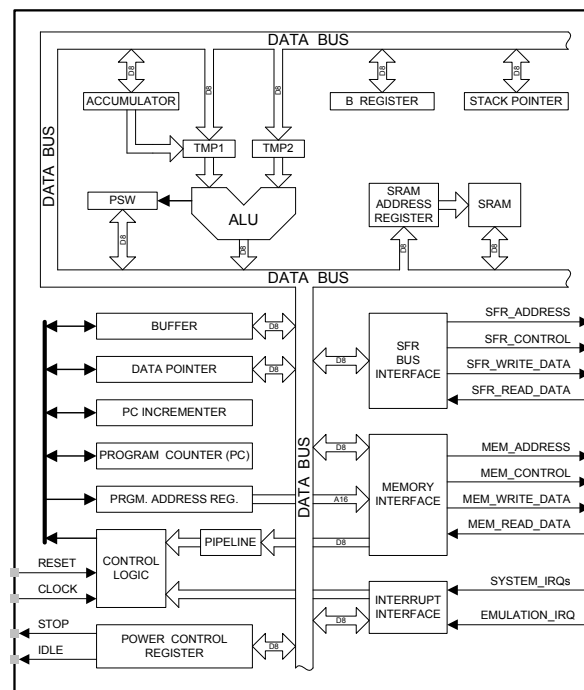 DATA BUS
D8
D8
D8
D8
ACCUMULATOR
B REGISTER
STACK POINTER
DATA BUS
TMP1
TMP2
PSW
ALU
SRAM
ADDRESS
REGISTER
SRAM
D8
D8
D8
D8
DATA BUS
BUFFER
D8
DATA POINTER
D8
PC INCREMENTER
PROGRAM COUNTER (PC)
PRGM. ADDRESS REG.
A16
DATA BUS
D8
SFR
BUS
INTERFACE
SFR_ADDRESS
SFR_CONTROL
SFR_WRITE_DATA
SFR_READ_DATA
D8
MEMORY
INTERFACE
MEM_ADDRESS
MEM_CONTROL
MEM_WRITE_DATA
MEM_READ_DATA
RESET
CLOCK
CONTROL
LOGIC
PIPELINE
D8
INTERRUPT
INTERFACE
SYSTEM_IRQs
EMULATION_IRQ
D8
STOP
IDLE
POWER CONTROL
REGISTER
D8